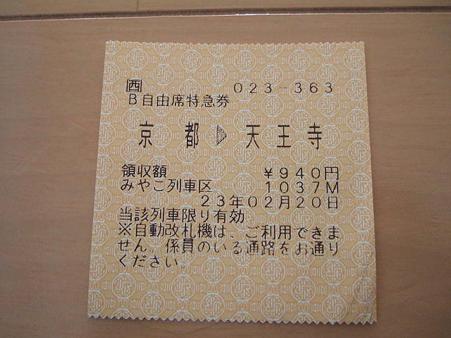 西 023-363
B自由席特急券
京都▷天王寺
領収額 ¥940円
みやこ列車区 1037M
23年02月20日
当該列車限り有効
※自動改札機は、ご利用できま
せん。係員のいる通路をお通り
ください。